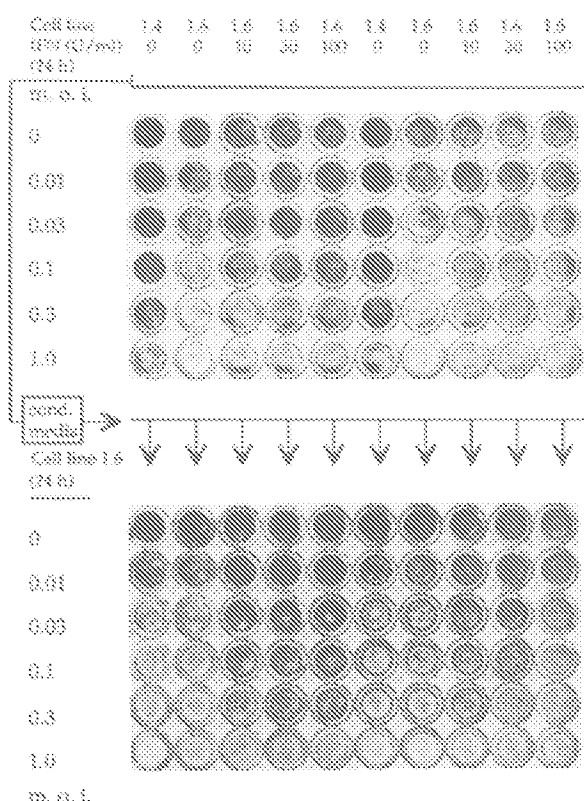 Cell line 1.4 1.6 1.6 1.6 1.6 1.4 1.6 1.6 1.6 1.6
IFN (U/ml) 0 0 10 30 100 0 0 10 30 100
(24 h)
m. o. i.
0
0.01
0.03
0.1
0.3
1.0
cond.
media
Cell line 1.6
(24 h)
0
0.01
0.03
0.1
0.3
1.0
m. o. i.